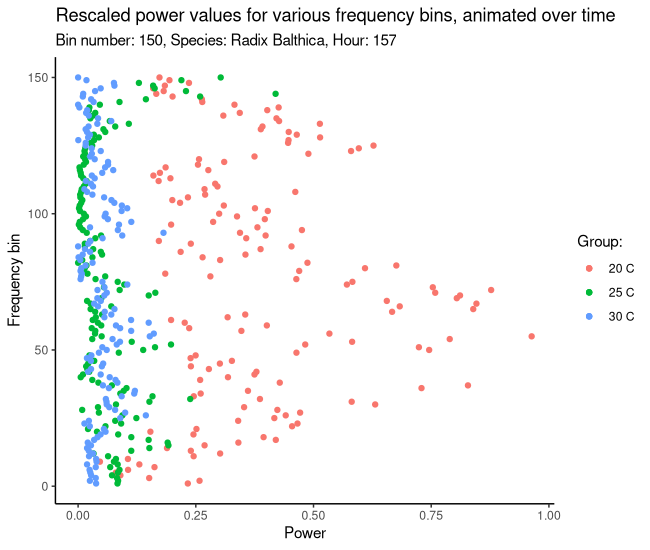 Rescaled power values for various frequency bins, animated over time
Bin number: 150, Species: Radix Balthica, Hour: 157
150
100
50
0
Frequency bin
0.00 0.25 0.50 0.75 1.00
Power
Group:
20 C
25 C
30 C